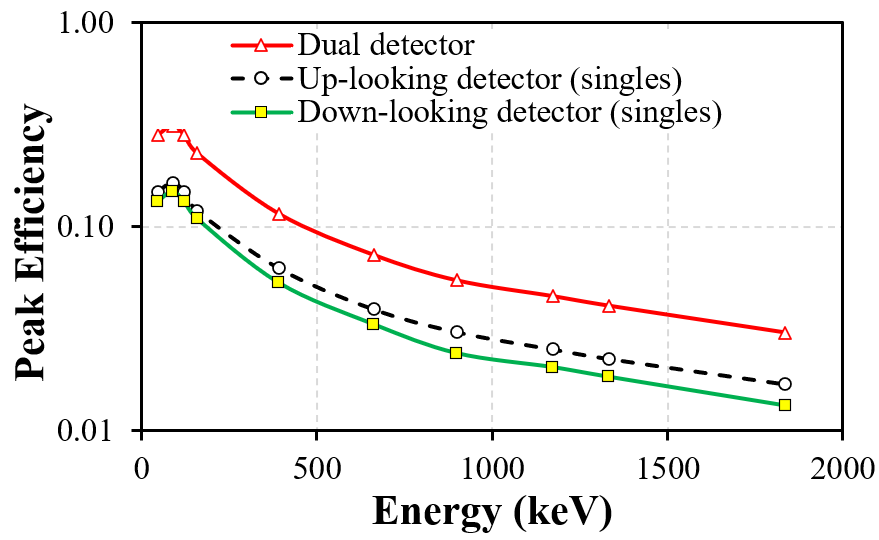 1.00
Dual detector
Up-looking detector (singles)
Down-looking detector (singles)
Peak Efficiency
0.10
0.01
0 500 1000 1500 2000
Energy (keV)